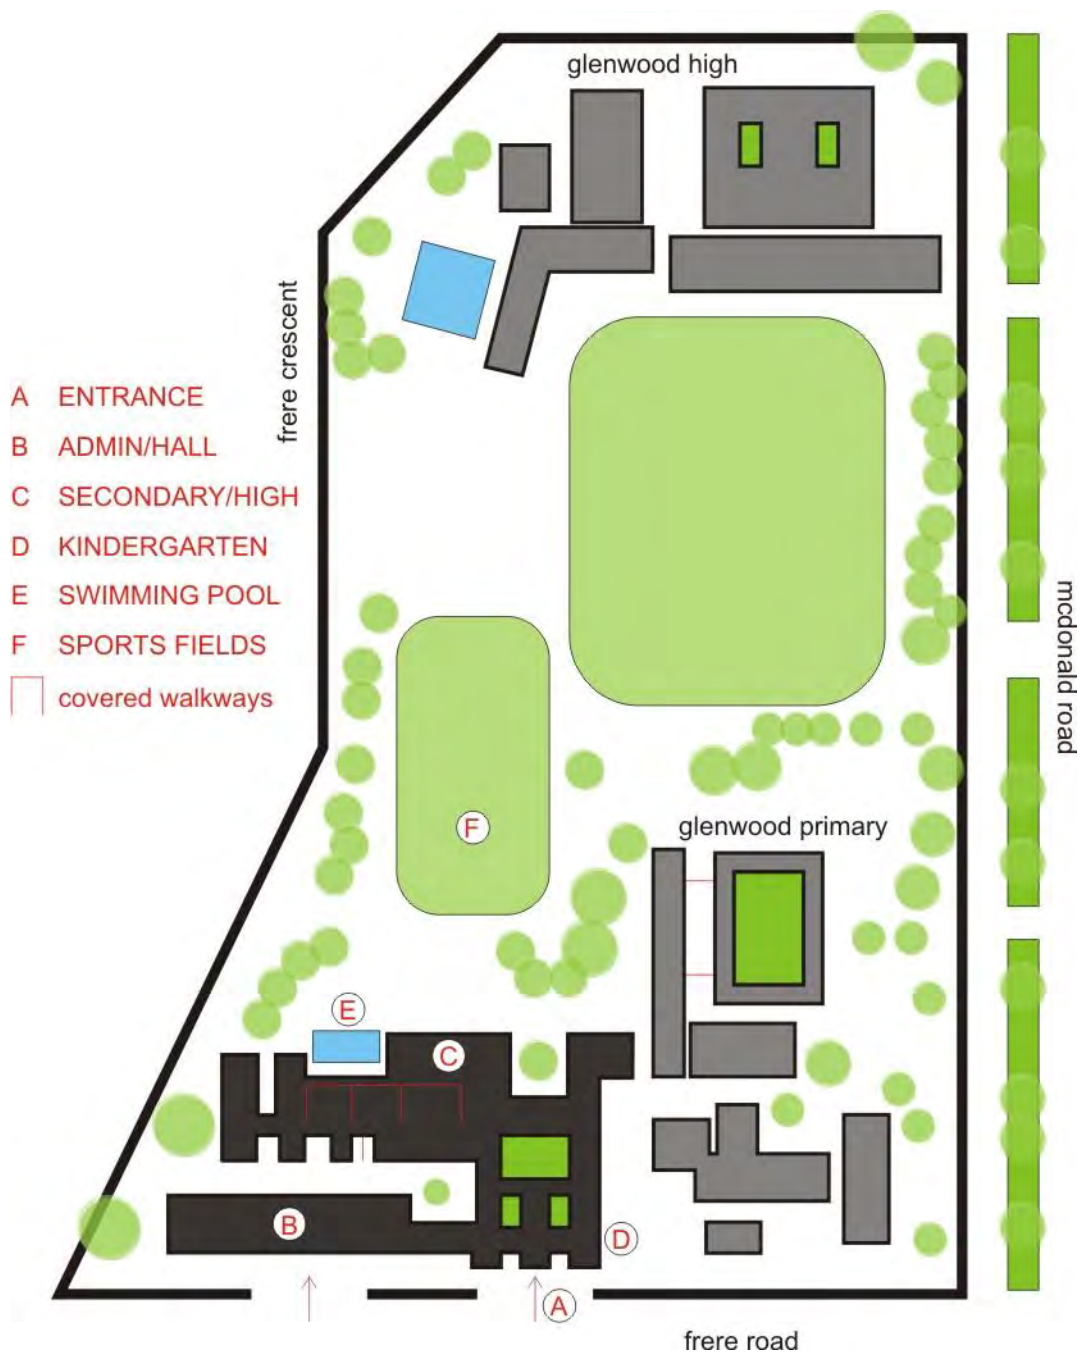 glenwood high
frere crescent
A ENTRANCE
B ADMIN/HALL
C SECONDARY/HIGH
D KINDERGARTEN
E SWIMMING POOL
F SPORTS FIELDS
covered walkways
mcdonald road
F
glenwood primary
E
C
B
D
A
frere road